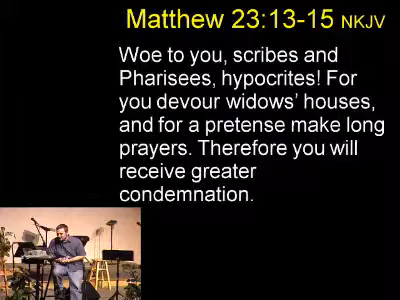 Matthew 23:13-15 NKJV
Woe to you, scribes and
Pharisees, hypocrites! For
you devour widows’ houses,
and for a pretense make long
prayers. Therefore you will
receive greater
condemnation.